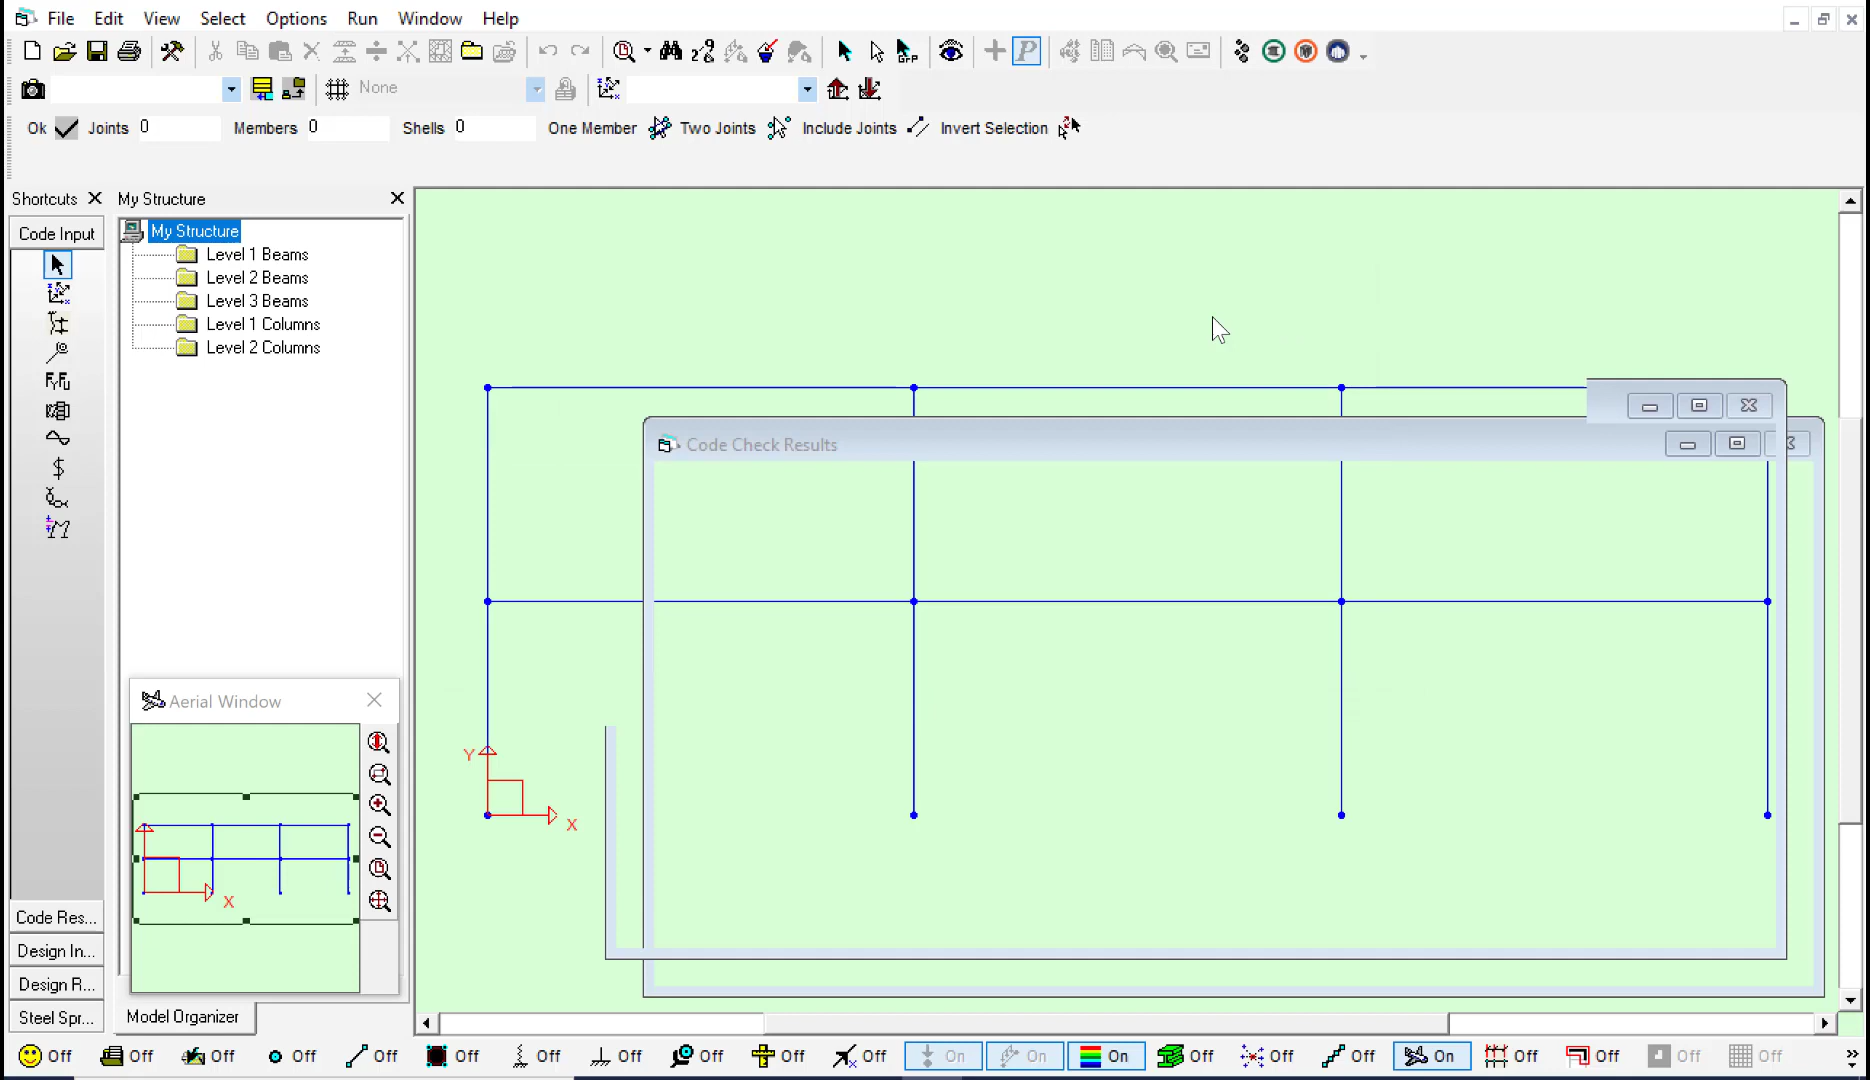 File Edit View Select Options Run Window Help
P
None
Ok Joints 0 Members 0 Shells 0 One Member Two Joints Include Joints Invert Selection
Shortcuts
My Structure
Code Input
My Structure
Level 1 Beams
Level 2 Beams
Level 3 Beams
Level 1 Columns
Level 2 Columns
Code Check Results
Aerial Window
Y
X
X
Code Res...
Design In...
Design R...
Steel Spr...
Model Organizer
Off Off Off Off Off Off Off Off Off Off Off On On On Off Off Off On Off Off Off Off